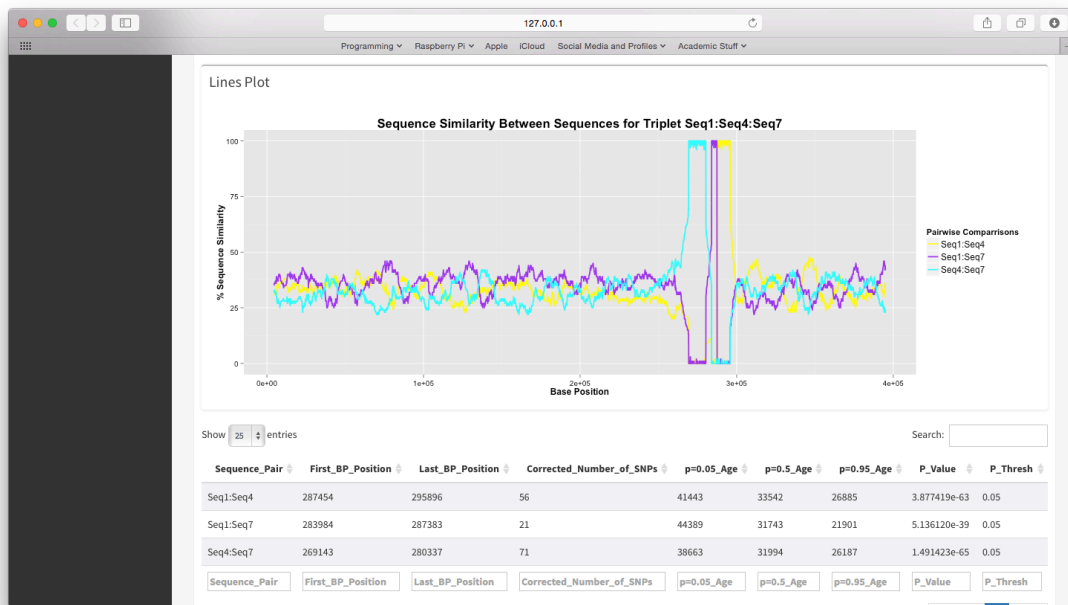 127.0.0.1
Programming Raspberry Pi Apple iCloud Social Media and Profiles Academic Stuff
Lines Plot
Sequence Similarity Between Sequences for Triplet Seq1:Seq4:Seq7
% Sequence Similarity
100
75
50
25
0
0e+00 1e+05 2e+05 3e+05 4e+05
Base Position
Pairwise Comparrisons
Seq1:Seq4
Seq1:Seq7
Seq4:Seq7
Show 25 entries
Search:
Sequence_Pair First_BP_Position Last_BP_Position Corrected_Number_of_SNPs p=0.05_Age p=0.5_Age p=0.95_Age P_Value P_Thresh
Seq1:Seq4 287454 295896 56 41443 33542 26885 3.877419e-63 0.05
Seq1:Seq7 283984 287383 21 44389 31743 21901 5.136120e-39 0.05
Seq4:Seq7 269143 280337 71 38663 31994 26187 1.491423e-65 0.05
Sequence_Pair First_BP_Position Last_BP_Position Corrected_Number_of_SNPs p=0.05_Age p=0.5_Age p=0.95_Age P_Value P_Thresh